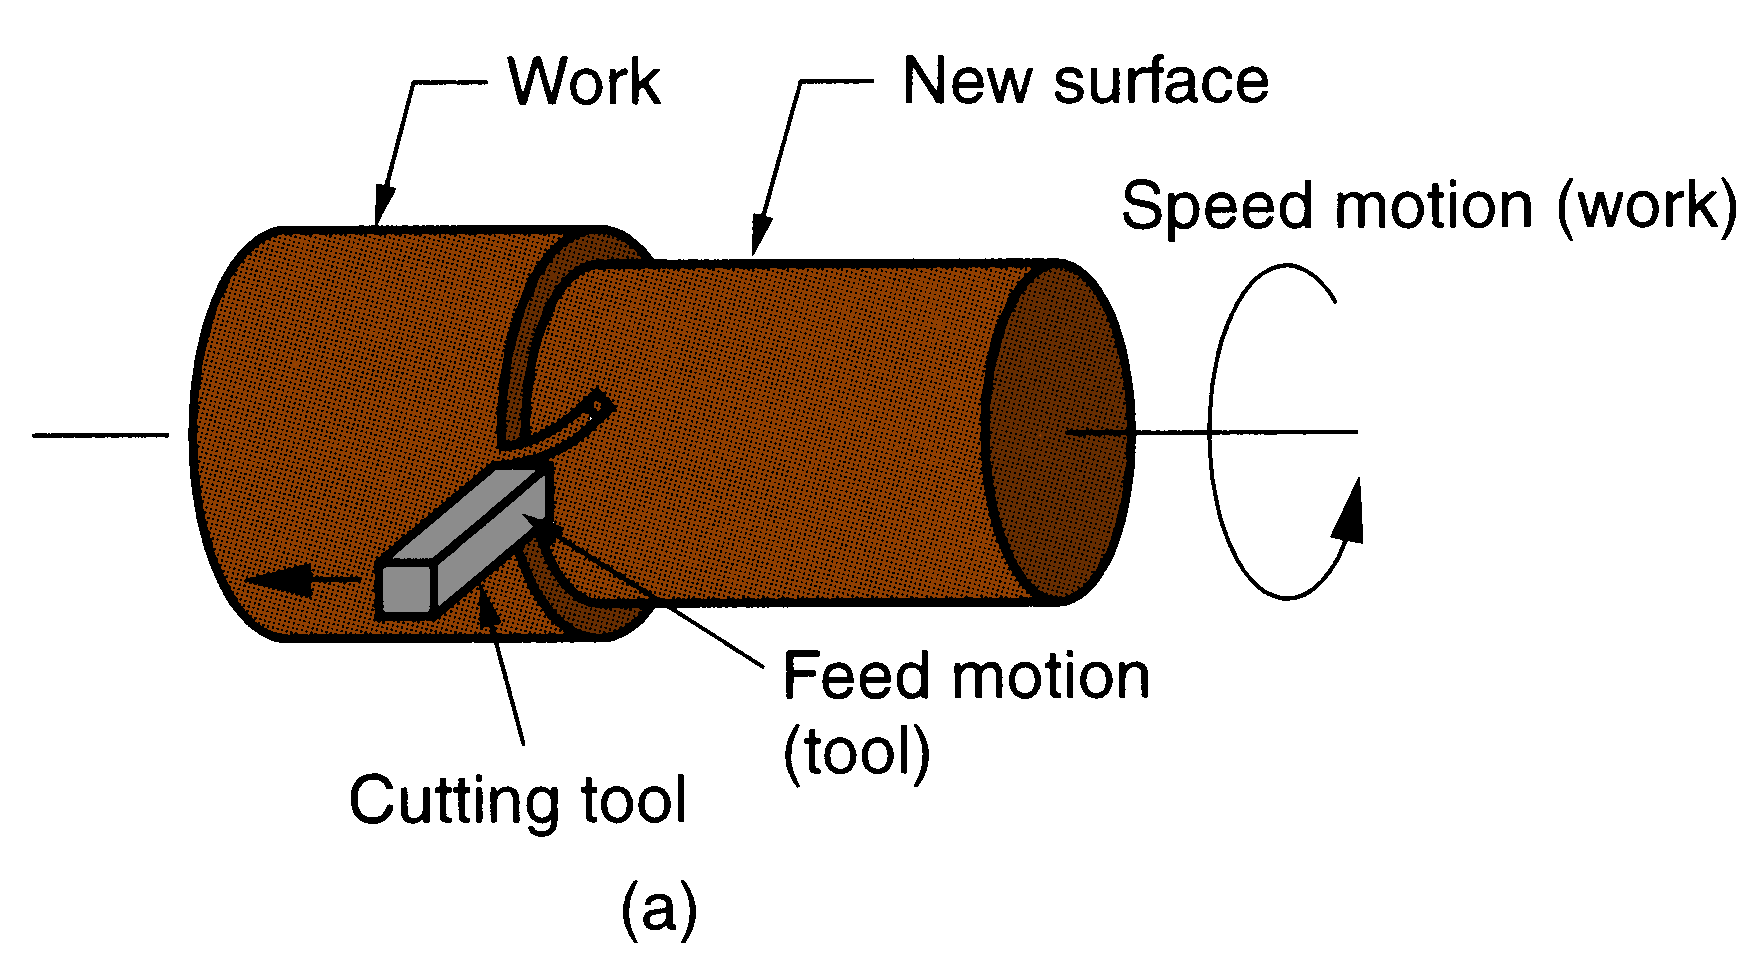 Work
New surface
Speed motion (work)
Feed motion
(tool)
Cutting tool
(a)